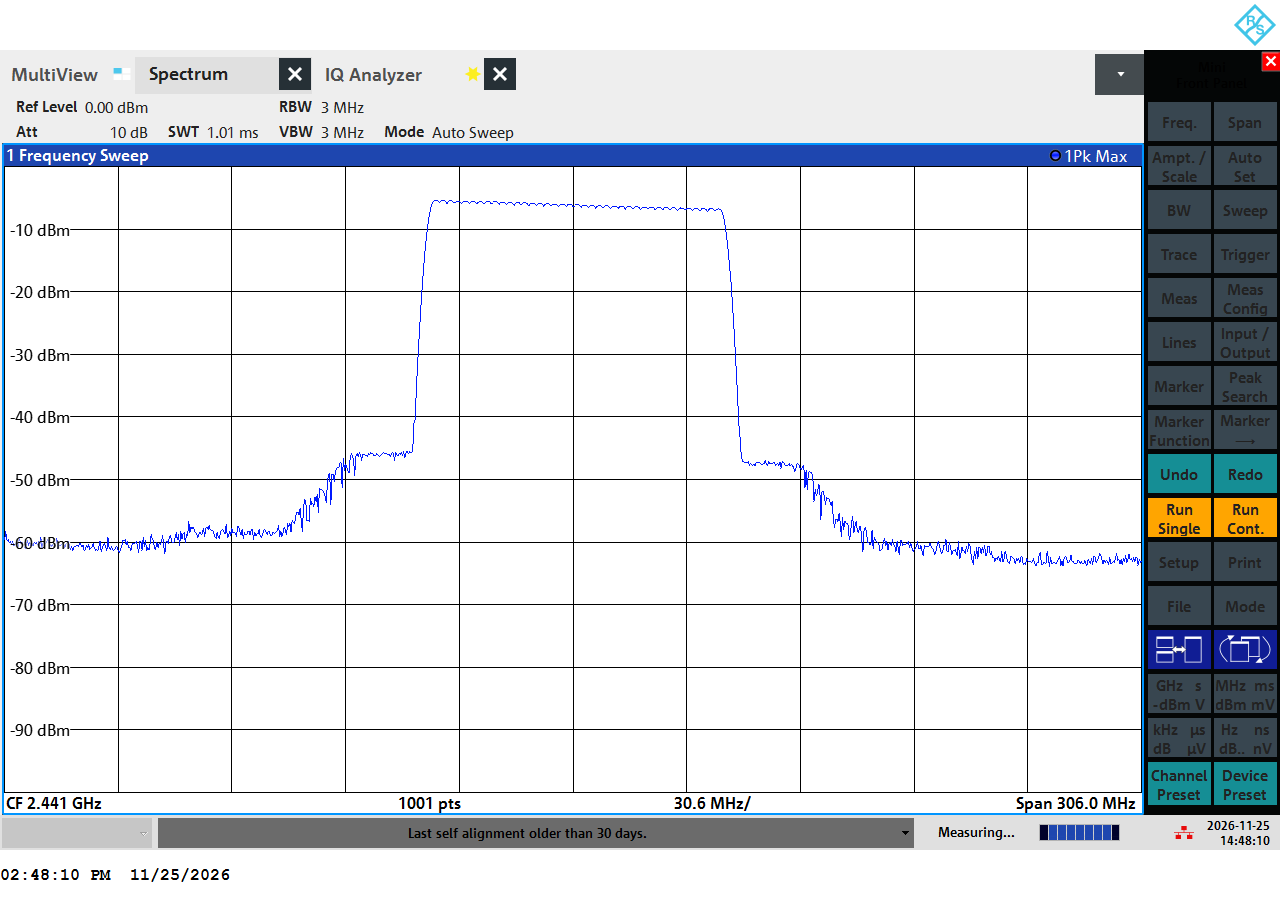 R S
MultiView Spectrum IQ Analyzer
Ref Level 0.00 dBm RBW 3 MHz
Att 10 dB SWT 1.01 ms VBW 3 MHz Mode Auto Sweep
1 Frequency Sweep 1Pk Max
-10 dBm
-20 dBm
-30 dBm
-40 dBm
-50 dBm
-60 dBm
-70 dBm
-80 dBm
-90 dBm
CF 2.441 GHz 1001 pts 30.6 MHz/ Span 306.0 MHz
Last self alignment older than 30 days. Measuring... 2026-11-25
14:48:10
Freq. Span
Ampt. / Auto
Scale Set
BW Sweep
Trace Trigger
Meas Meas
Config
Lines Input /
Output
Marker Peak
Search
Marker Marker
Function →
Undo Redo
Run Run
Single Cont.
Setup Print
File Mode
GHz s MHz ms
-dBm V dBm mV
kHz µs Hz ns
dB µV dB.. nV
Channel Device
Preset Preset
02:48:10 PM 11/25/2026